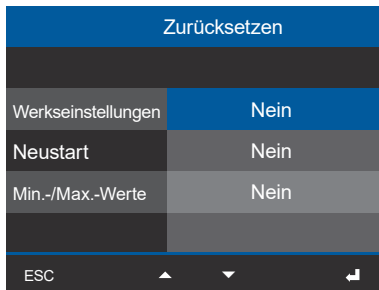 Zurücksetzen
Werkseinstellungen Nein
Neustart Nein
Min.-/Max.-Werte Nein
ESC